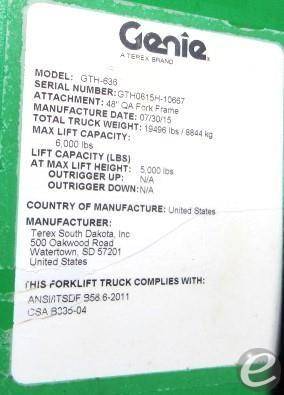 Genie
A TEREX BRAND
MODEL: GTH-636
SERIAL NUMBER: GTH0615H-10667
ATTACHMENT: 48" QA Fork Frame
MANUFACTURE DATE: 07/30/15
TOTAL TRUCK WEIGHT: 19496 lbs / 8844 kg
MAX LIFT CAPACITY:
6,000 lbs
LIFT CAPACITY (LBS)
AT MAX LIFT HEIGHT: 5,000 lbs
OUTRIGGER UP: N/A
OUTRIGGER DOWN: N/A
COUNTRY OF MANUFACTURE: United States
MANUFACTURER:
Terex South Dakota, Inc
500 Oakwood Road
Watertown, SD 57201
United States
THIS FORKLIFT TRUCK COMPLIES WITH:
ANSI/ITSDF B56.6-2011
CSA B335-04
e